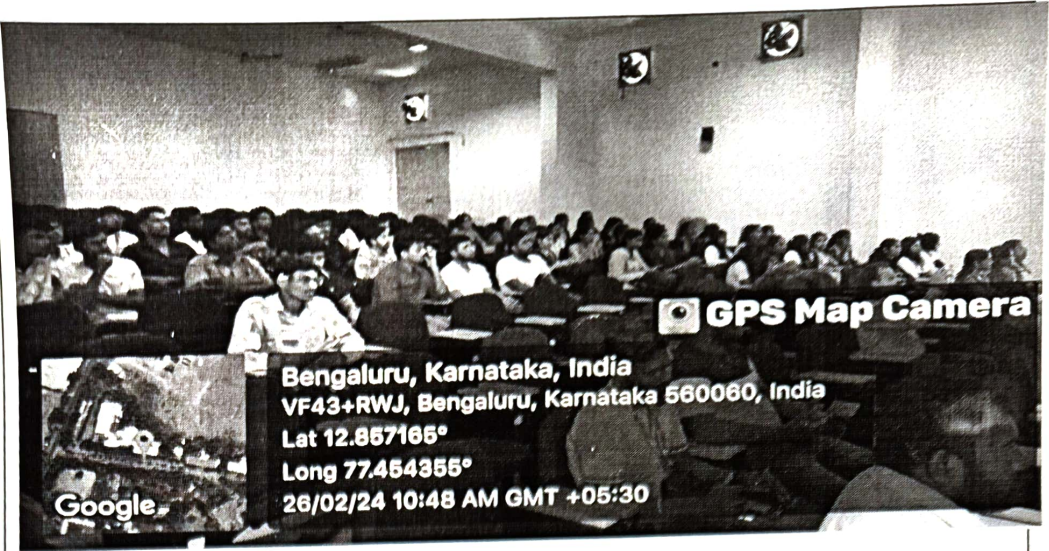 GPS Map Camera
Bengaluru, Karnataka, India
VF43+RWJ, Bengaluru, Karnataka 560060, India
Lat 12.857165°
Long 77.454355°
26/02/24 10:48 AM GMT +05:30
Google